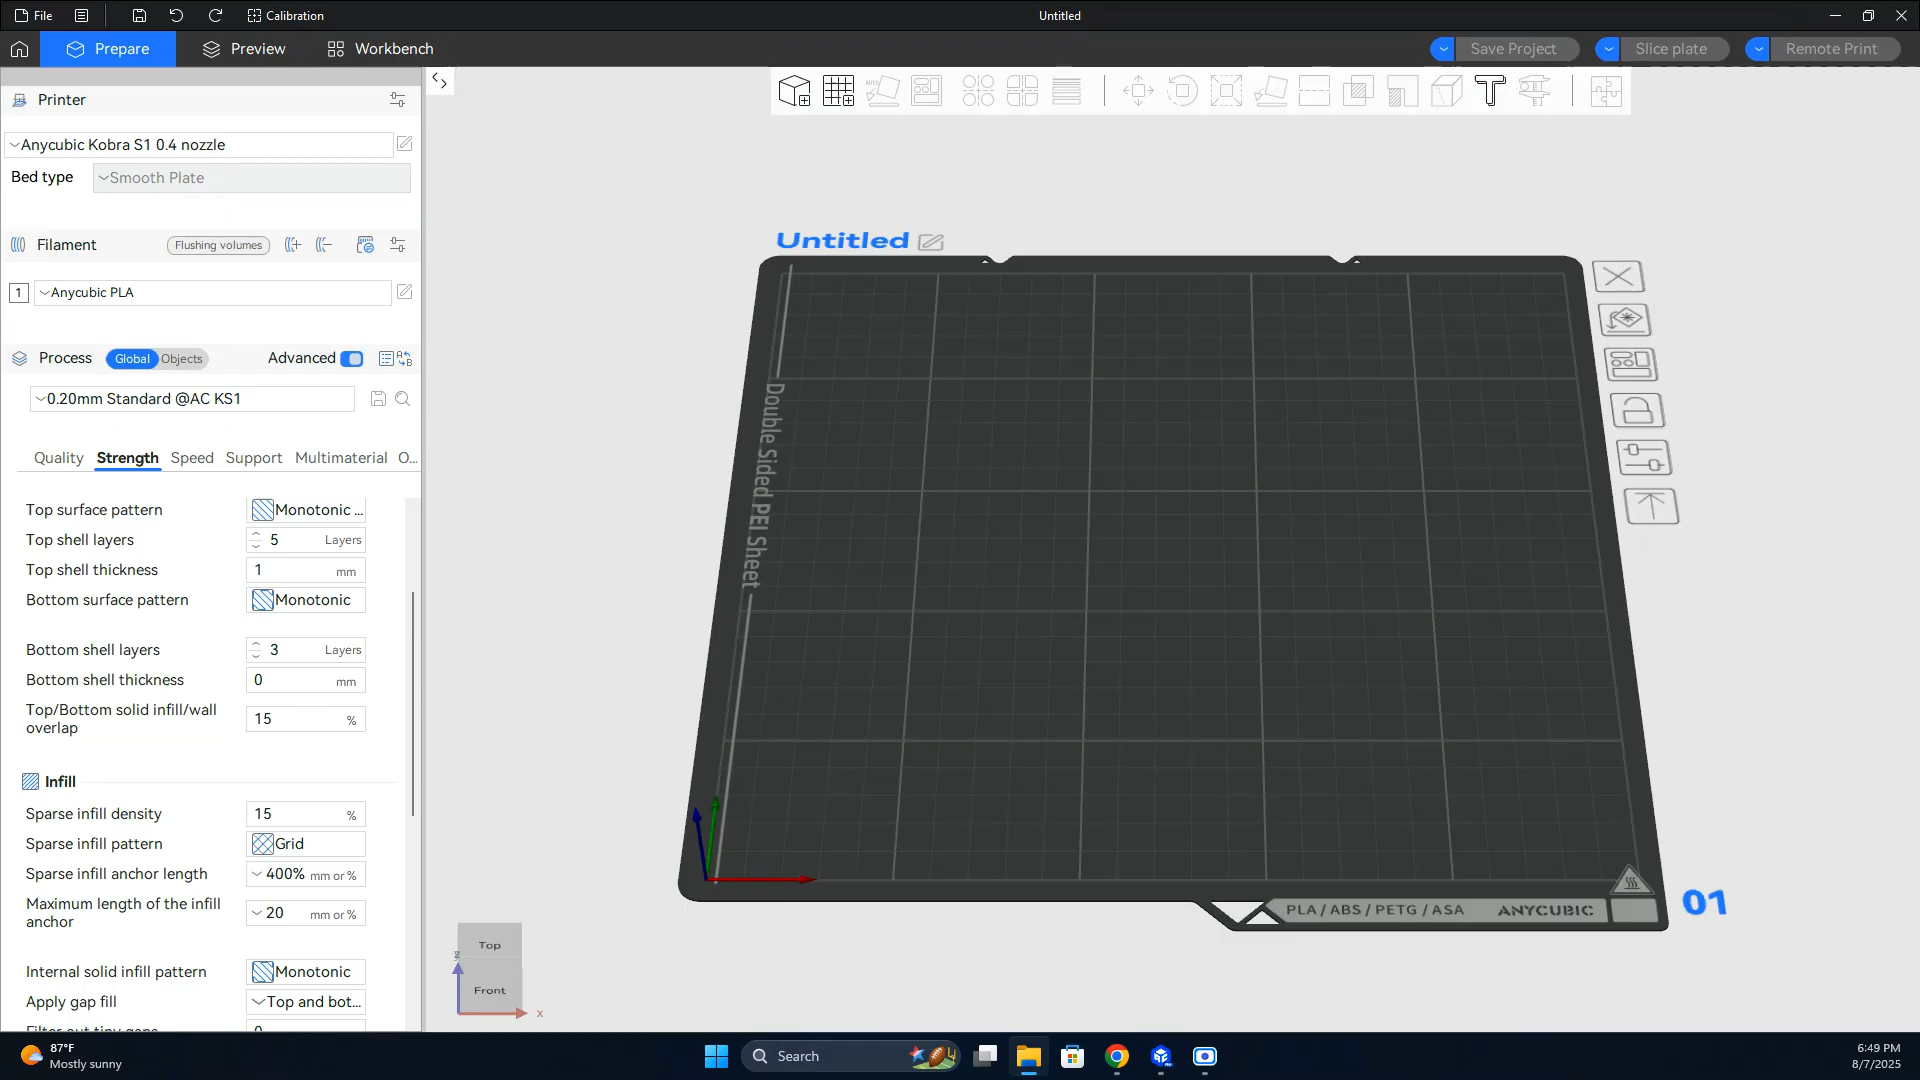 File
Calibration
Untitled
Prepare
Preview
Workbench
Save Project
Slice plate
Remote Print
Printer
Anycubic Kobra S1 0.4 nozzle
Bed type
Smooth Plate
Filament
Flushing volumes
1
Anycubic PLA
Process
Global
Objects
Advanced
0.20mm Standard @AC KS1
Quality
Strength
Speed
Support
Multimaterial
O...
Top surface pattern
Monotonic ...
Top shell layers
5 Layers
Top shell thickness
1 mm
Bottom surface pattern
Monotonic
Bottom shell layers
3 Layers
Bottom shell thickness
0 mm
Top/Bottom solid infill/wall
overlap
15 %
Infill
Sparse infill density
15 %
Sparse infill pattern
Grid
Sparse infill anchor length
400% mm or %
Maximum length of the infill
anchor
20 mm or %
Internal solid infill pattern
Monotonic
Apply gap fill
Top and bot...
Filter out tiny gaps
0
Untitled
AUTO
Double Sided PEI Sheet
PLA / ABS / PETG / ASA
ANYCUBIC
01
Top
Front
z
x
87°F
Mostly sunny
Search
6:49 PM
8/7/2025